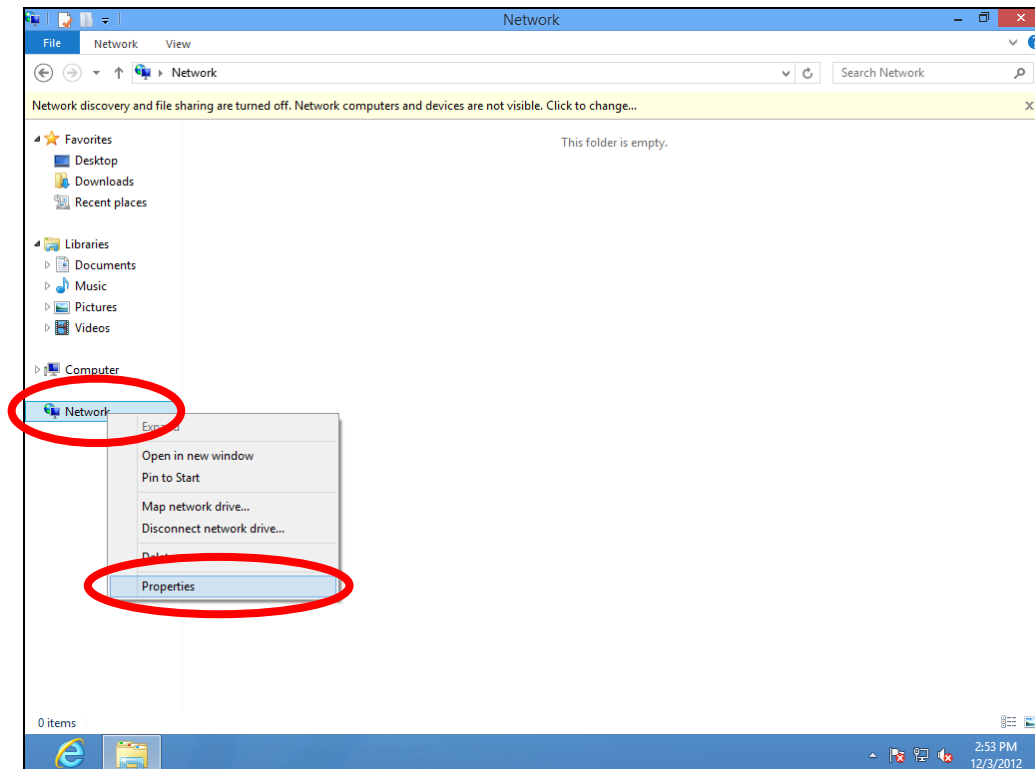 Network
File Network View
Network
Search Network
Network discovery and file sharing are turned off. Network computers and devices are not visible. Click to change...
This folder is empty.
Favorites
Desktop
Downloads
Recent places
Libraries
Documents
Music
Pictures
Videos
Computer
Network
Open in new window
Pin to Start
Map network drive...
Disconnect network drive...
Properties
0 items
2:53 PM
12/3/2012